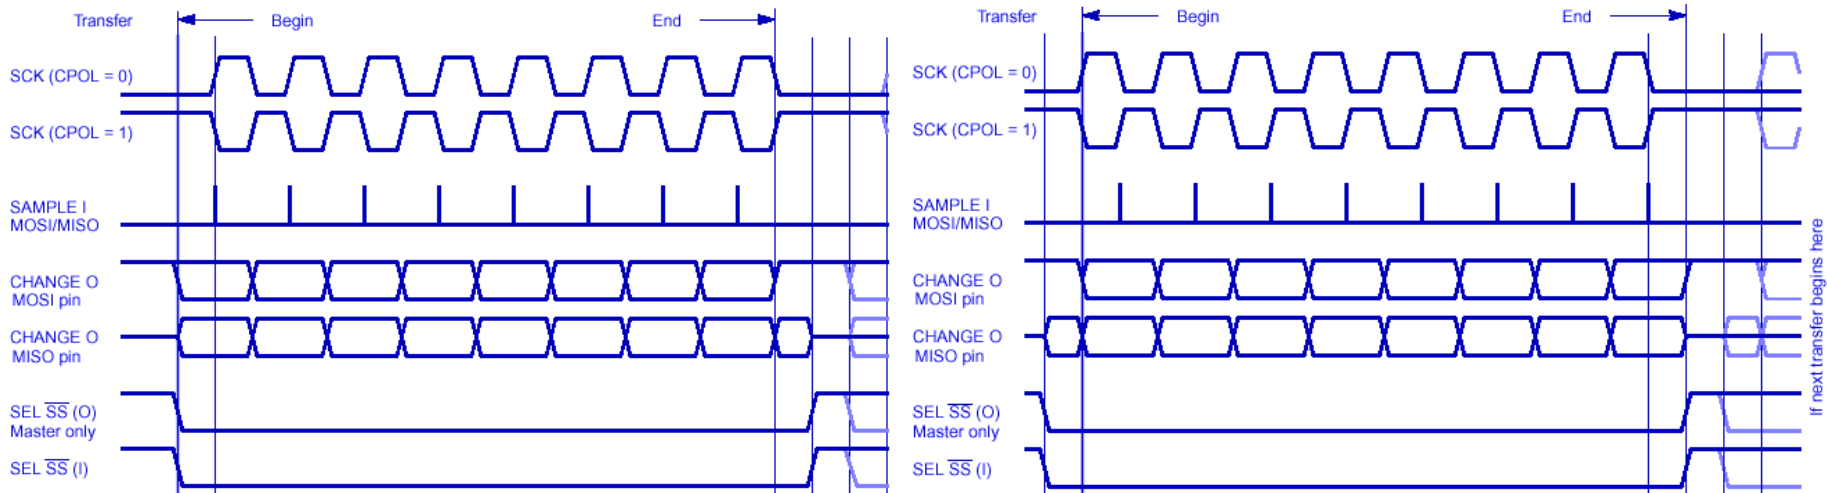 Transfer
Begin
End
SCK (CPOL = 0)
SCK (CPOL = 1)
SAMPLE I
MOSI/MISO
CHANGE O
MOSI pin
CHANGE O
MISO pin
SEL SS (O)
Master only
SEL SS (I)
Transfer
Begin
End
SCK (CPOL = 0)
SCK (CPOL = 1)
SAMPLE I
MOSI/MISO
CHANGE O
MOSI pin
CHANGE O
MISO pin
SEL SS (O)
Master only
SEL SS (I)
If next transfer begins here